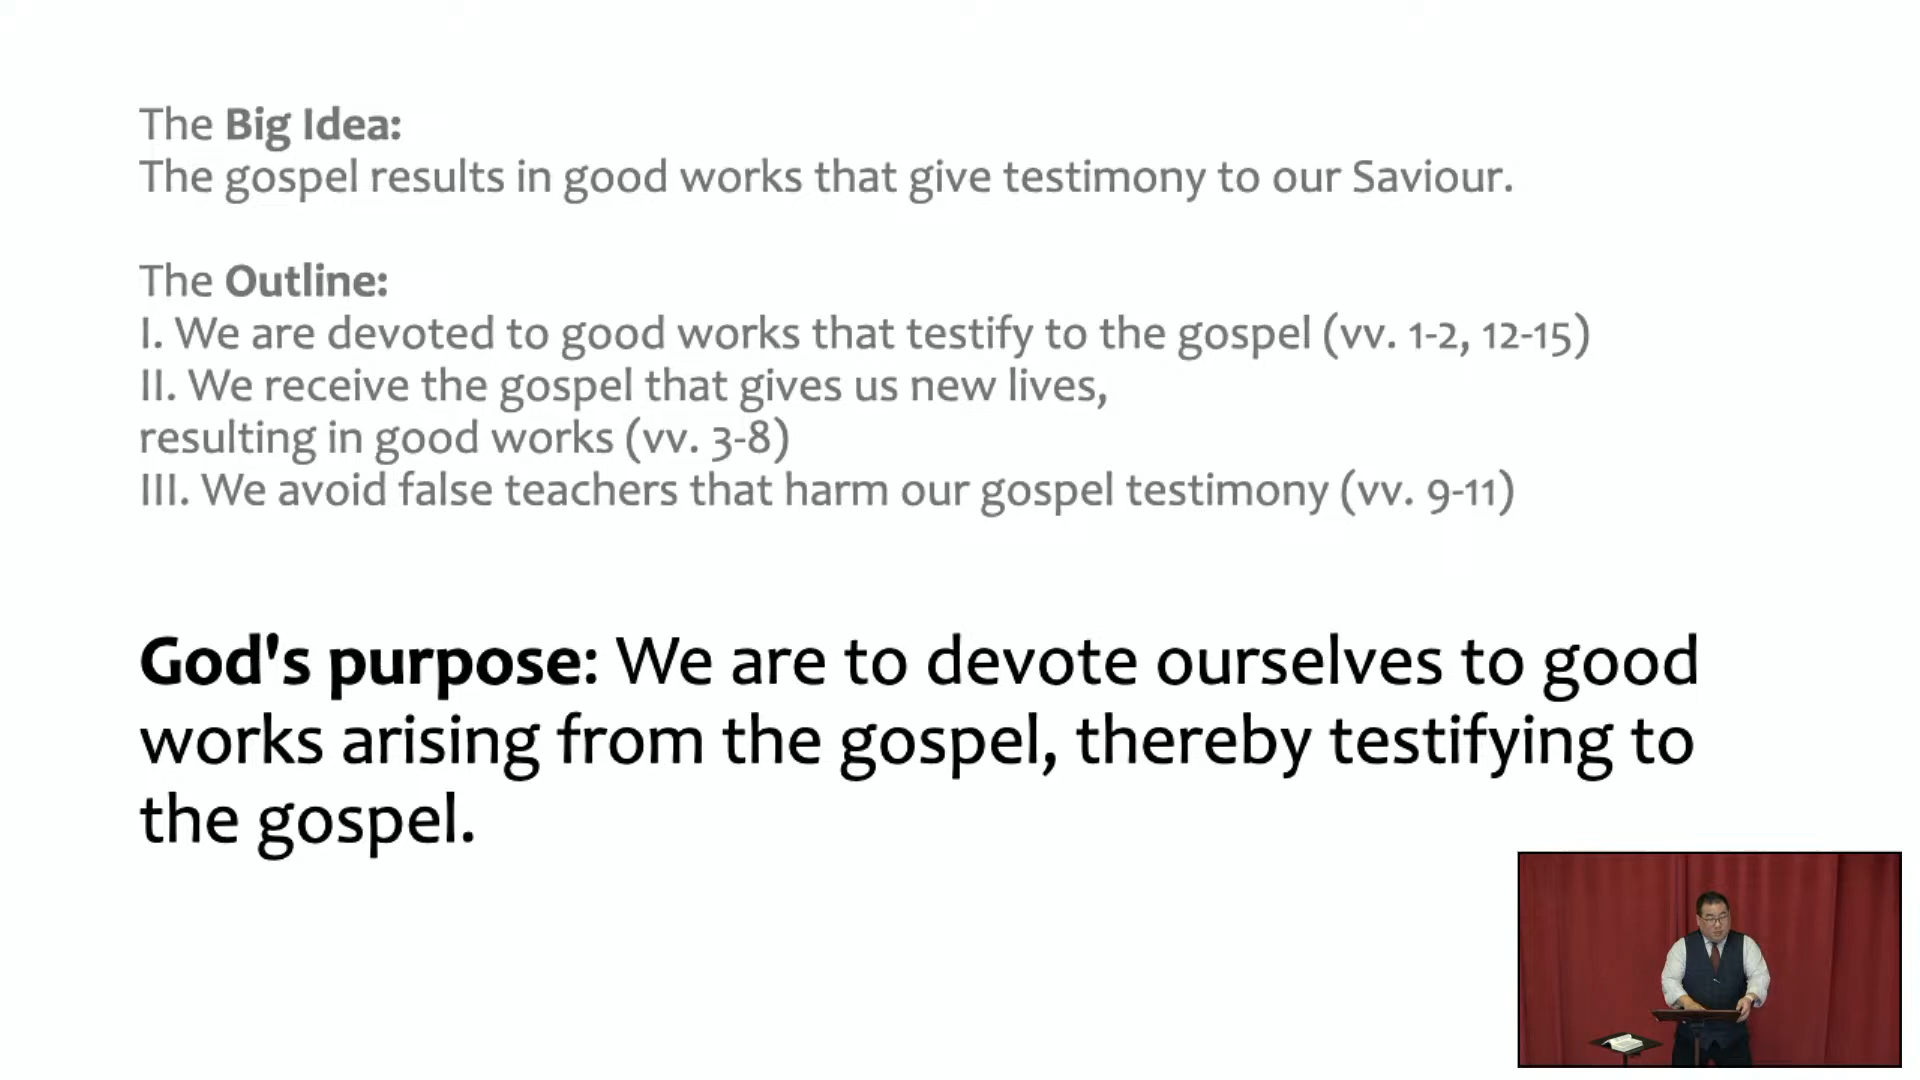 The Big Idea:
The gospel results in good works that give testimony to our Saviour.
The Outline:
I. We are devoted to good works that testify to the gospel (vv. 1-2, 12-15)
II. We receive the gospel that gives us new lives,
resulting in good works (vv. 3-8)
III. We avoid false teachers that harm our gospel testimony (vv. 9-11)
God's purpose: We are to devote ourselves to good
works arising from the gospel, thereby testifying to
the gospel.